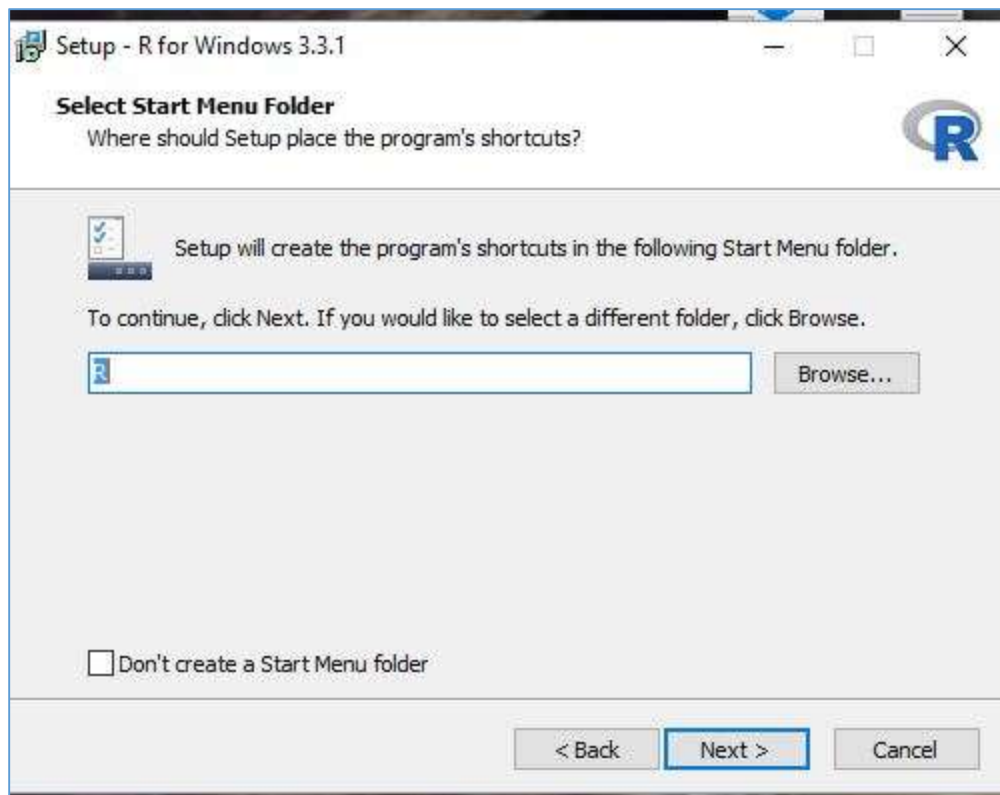 Setup - R for Windows 3.3.1
Select Start Menu Folder
Where should Setup place the program's shortcuts?
R
Setup will create the program's shortcuts in the following Start Menu folder.
To continue, click Next. If you would like to select a different folder, click Browse.
R
Browse...
Don't create a Start Menu folder
< Back
Next >
Cancel